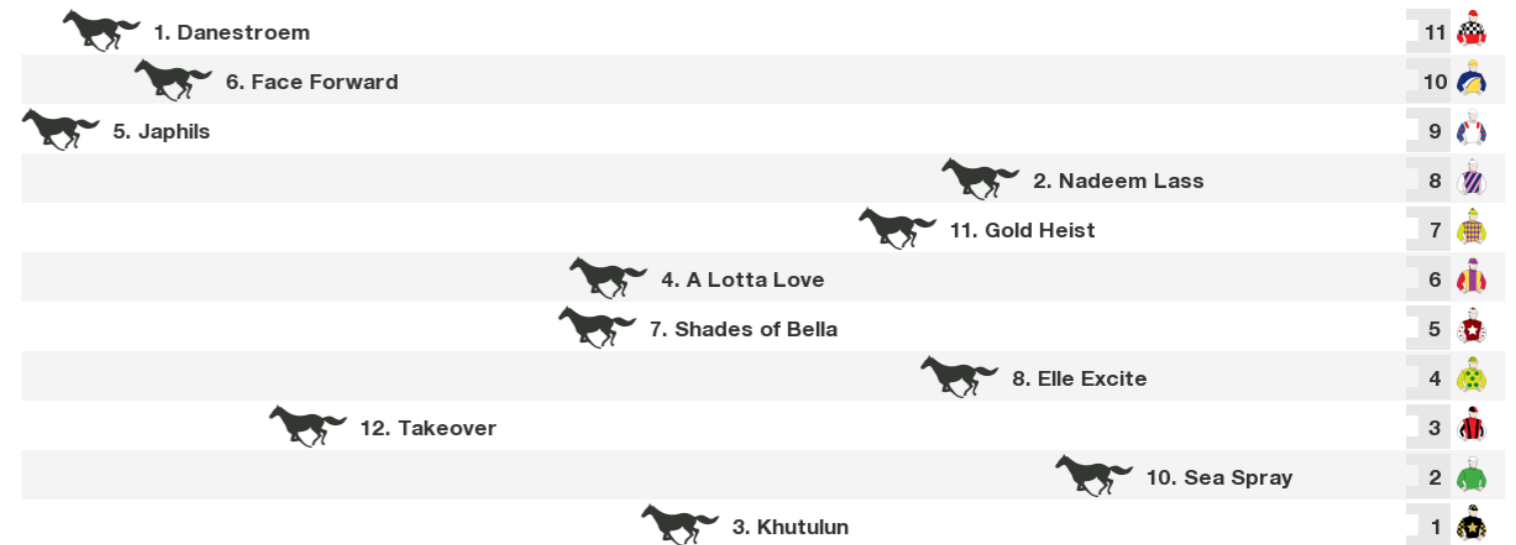 1. Danestroem 11
6. Face Forward 10
5. Japhils 9
2. Nadeem Lass 8
11. Gold Heist 7
4. A Lotta Love 6
7. Shades of Bella 5
8. Elle Excite 4
12. Takeover 3
10. Sea Spray 2
3. Khutulun 1